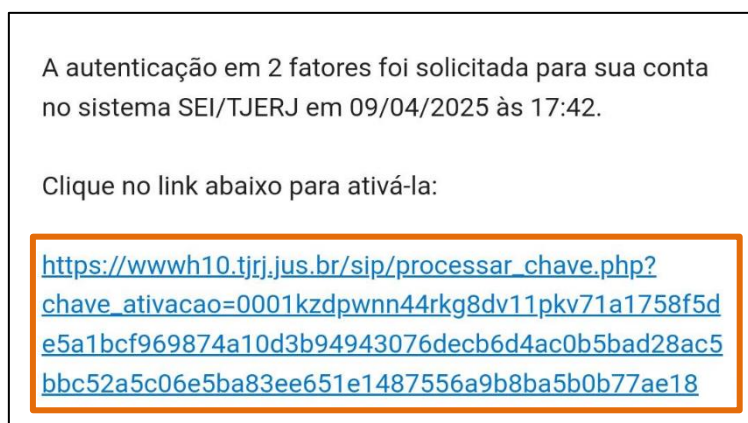 A autenticação em 2 fatores foi solicitada para sua conta
no sistema SEI/TJERJ em 09/04/2025 às 17:42.
Clique no link abaixo para ativá-la:
https://wwwh10.tjrj.jus.br/sip/processar_chave.php?
chave_ativacao=0001kzdpwnn44rkg8dv11pkv71a1758f5d
e5a1bcf969874a10d3b94943076decb6d4ac0b5bad28ac5
bbc52a5c06e5ba83ee651e1487556a9b8ba5b0b77ae18